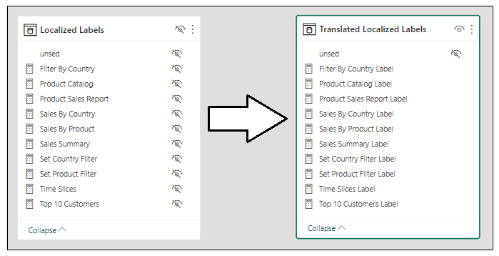 Localized Labels
unsed
Filter By Country
Product Catalog
Product Sales Report
Sales By Country
Sales By Product
Sales Summary
Set Country Filter
Set Product Filter
Time Slices
Top 10 Customers
Collapse
Translated Localized Labels
unsed
Filter By Country Label
Product Catalog Label
Product Sales Report Label
Sales By Country Label
Sales By Product Label
Sales Summary Label
Set Country Filter Label
Set Product Filter Label
Time Slices Label
Top 10 Customers Label
Collapse